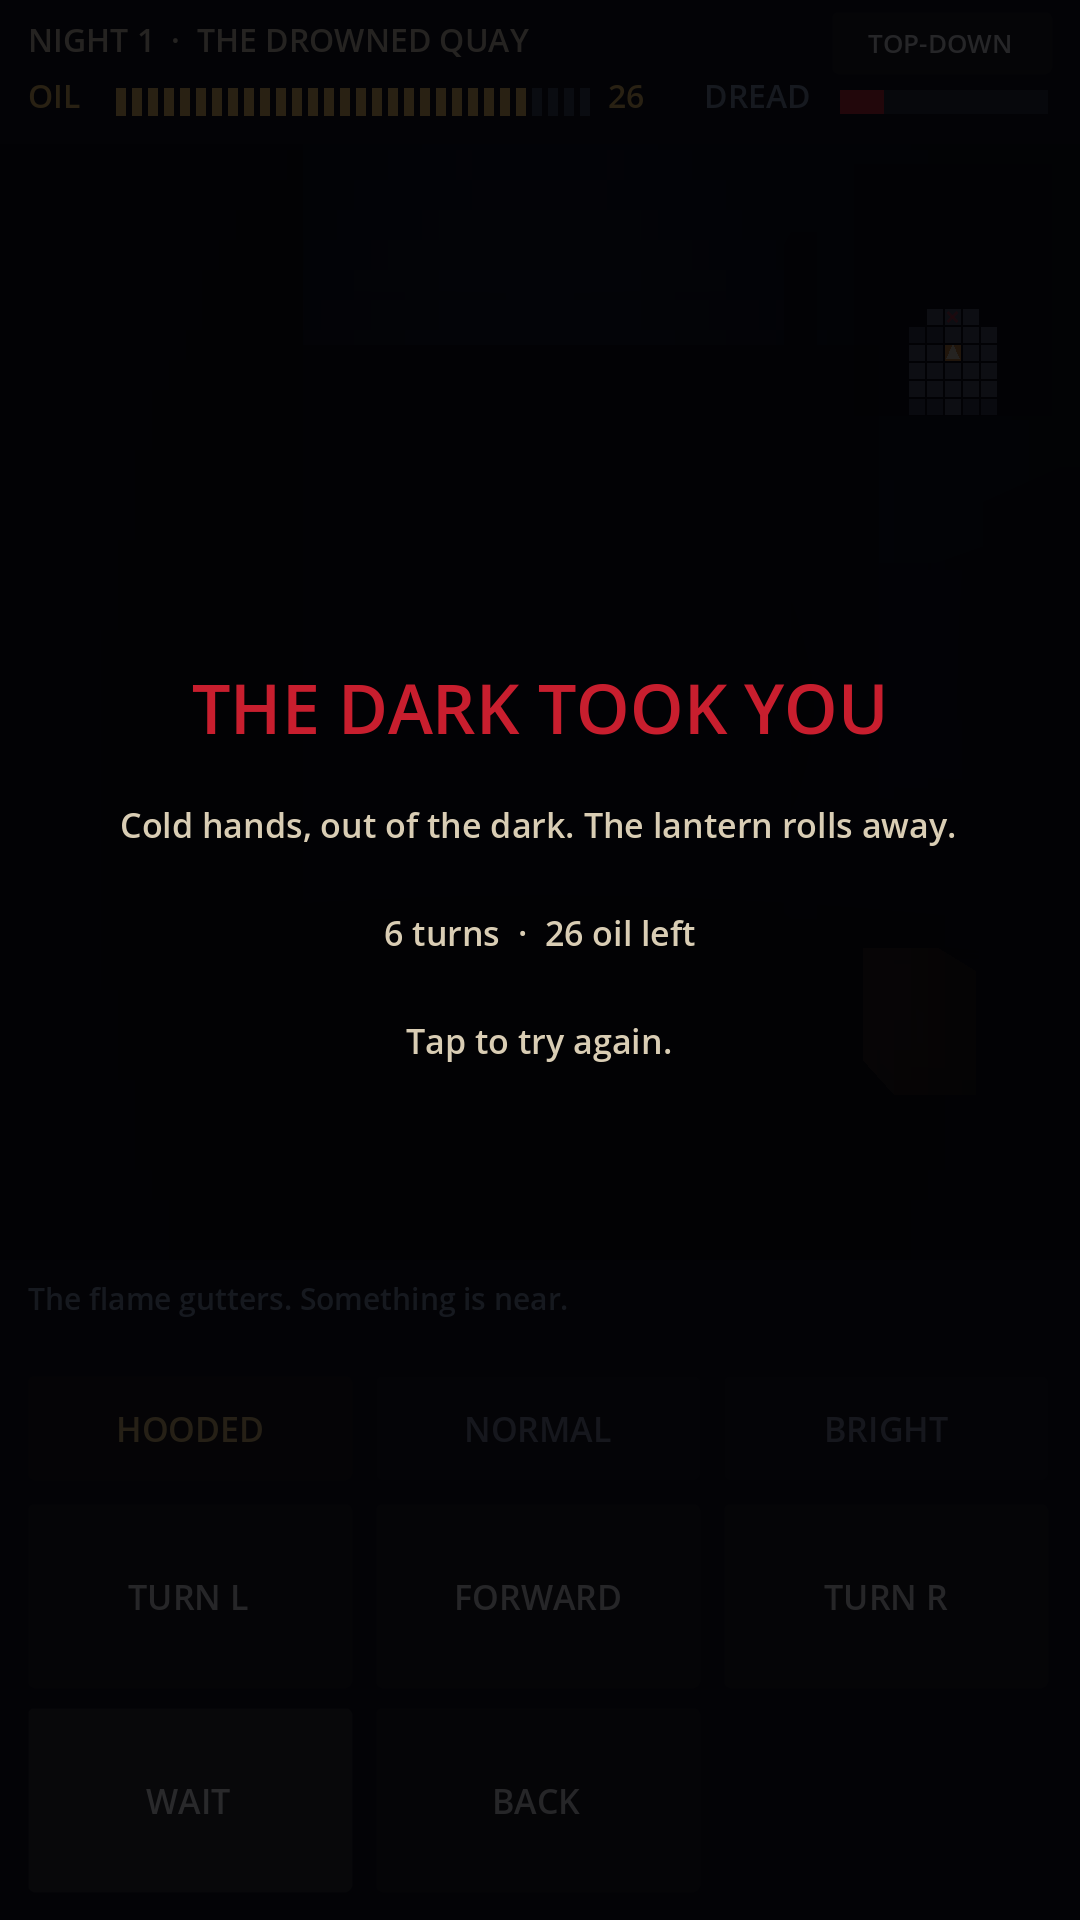 NIGHT 1 · THE DROWNED QUAY
TOP-DOWN
OIL 26 DREAD
THE DARK TOOK YOU
Cold hands, out of the dark. The lantern rolls away.
6 turns · 26 oil left
Tap to try again.
The flame gutters. Something is near.
HOODED NORMAL BRIGHT
TURN L FORWARD TURN R
WAIT BACK